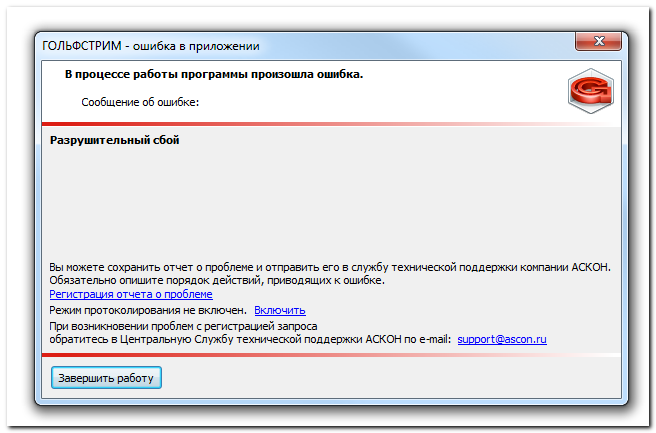 ГОЛЬФСТРИМ - ошибка в приложении
В процессе работы программы произошла ошибка.
Сообщение об ошибке:
Разрушительный сбой
Вы можете сохранить отчет о проблеме и отправить его в службу технической поддержки компании АСКОН.
Обязательно опишите порядок действий, приводящих к ошибке.
Регистрация отчета о проблеме
Режим протоколирования не включен. Включить
При возникновении проблем с регистрацией запроса
обратитесь в Центральную Службу технической поддержки АСКОН по e-mail: support@ascon.ru
Завершить работу